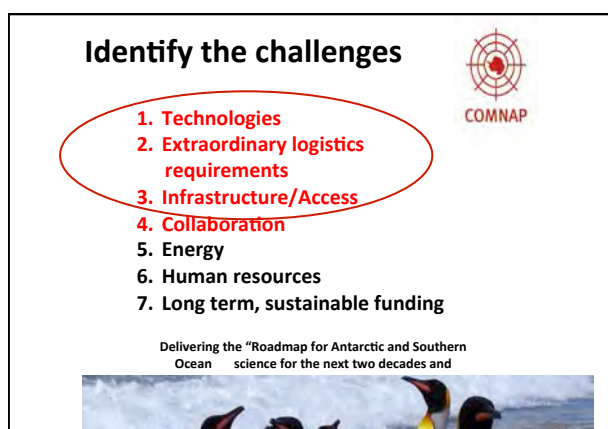 Identify the challenges
COMNAP
1. Technologies
2. Extraordinary logistics
requirements
3. Infrastructure/Access
4. Collaboration
5. Energy
6. Human resources
7. Long term, sustainable funding
Delivering the “Roadmap for Antarctic and Southern
Ocean science for the next two decades and